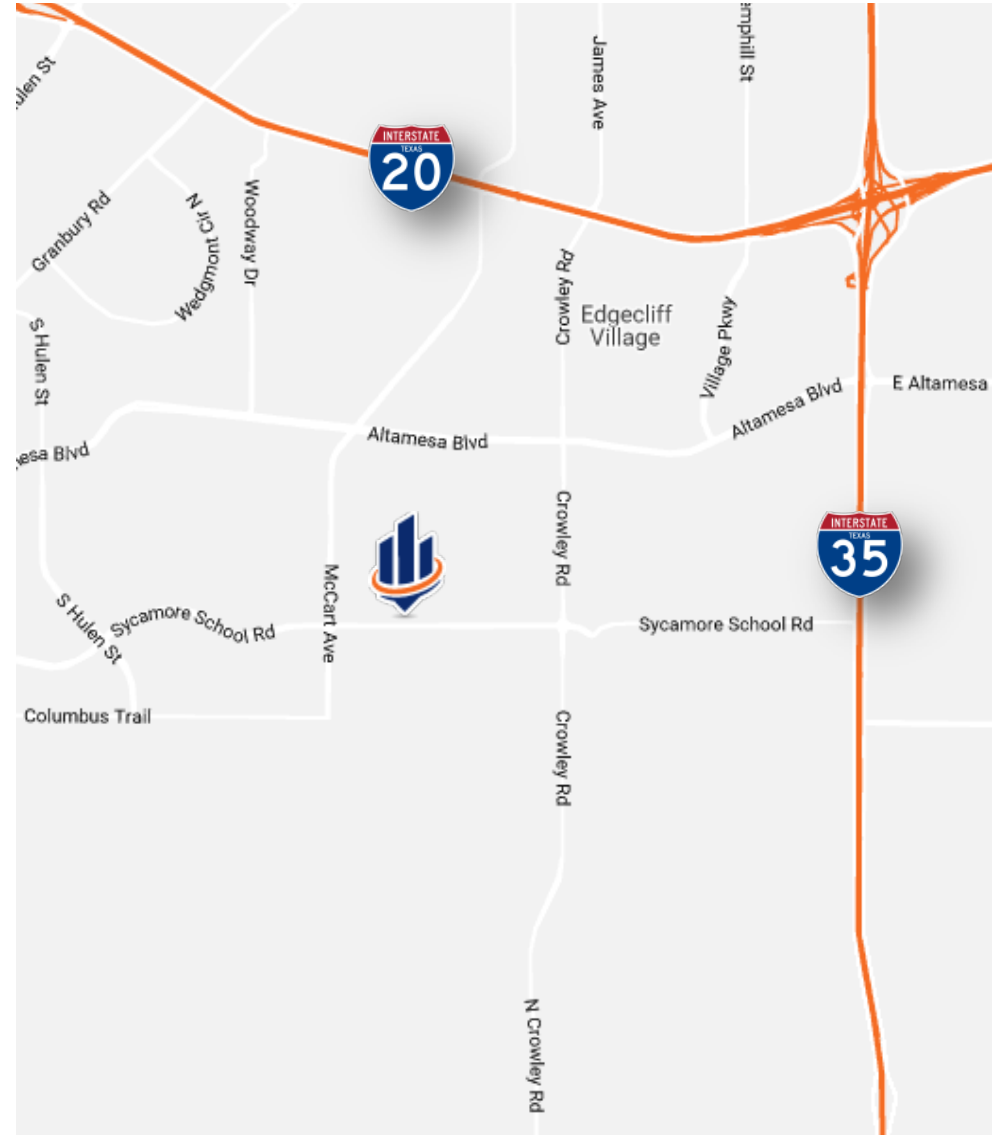 ulen St
James Ave
emphill St
INTERSTATE
TEXAS
20
Granbury Rd
Wedgmont Cir N
Woodway Dr
Crowley Rd
Edgecliff
Village
Village Pkwy
S Hulen St
Altamesa Blvd
E Altamesa
Altamesa Blvd
mesa Blvd
Crowley Rd
INTERSTATE
TEXAS
35
McCart Ave
S Hulen St
Sycamore School Rd
Sycamore School Rd
Columbus Trail
Crowley Rd
N Crowley Rd